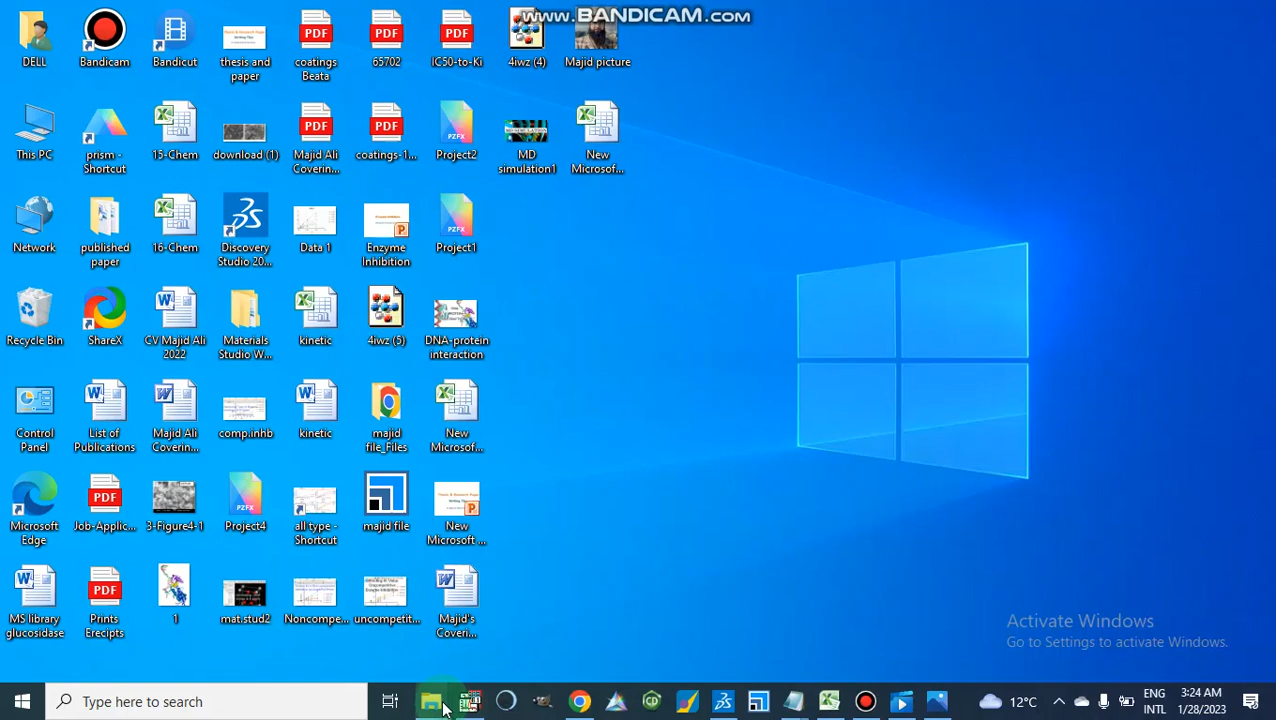 www.BANDICAM.com
DELL
Bandicam
Bandicut
thesis and
paper
coatings
Beata
65702
IC50-to-Ki
4iwz (4)
Majid picture
This PC
prism -
Shortcut
15-Chem
download (1)
Majid Ali
Coverin...
coatings-1...
Project2
MD
simulation1
New
Microsof...
Network
published
paper
16-Chem
Discovery
Studio 20...
Data 1
Enzyme
Inhibition
Project1
Recycle Bin
ShareX
CV Majid Ali
2022
Materials
Studio W...
kinetic
4iwz (5)
DNA-protein
interaction
Control
Panel
List of
Publications
Majid Ali
Coverin...
comp.inhb
kinetic
majid
file_Files
New
Microsof...
Microsoft
Edge
Job-Applic...
3-Figure4-1
Project4
all type -
Shortcut
majid file
New
Microsoft ...
MS library
glucosidase
Prints
Erecipts
1
mat.stud2
Noncompe...
uncompetit...
Majid's
Coveri...
Activate Windows
Go to Settings to activate Windows.
Type here to search
12°C
ENG
INTL
3:24 AM
1/28/2023